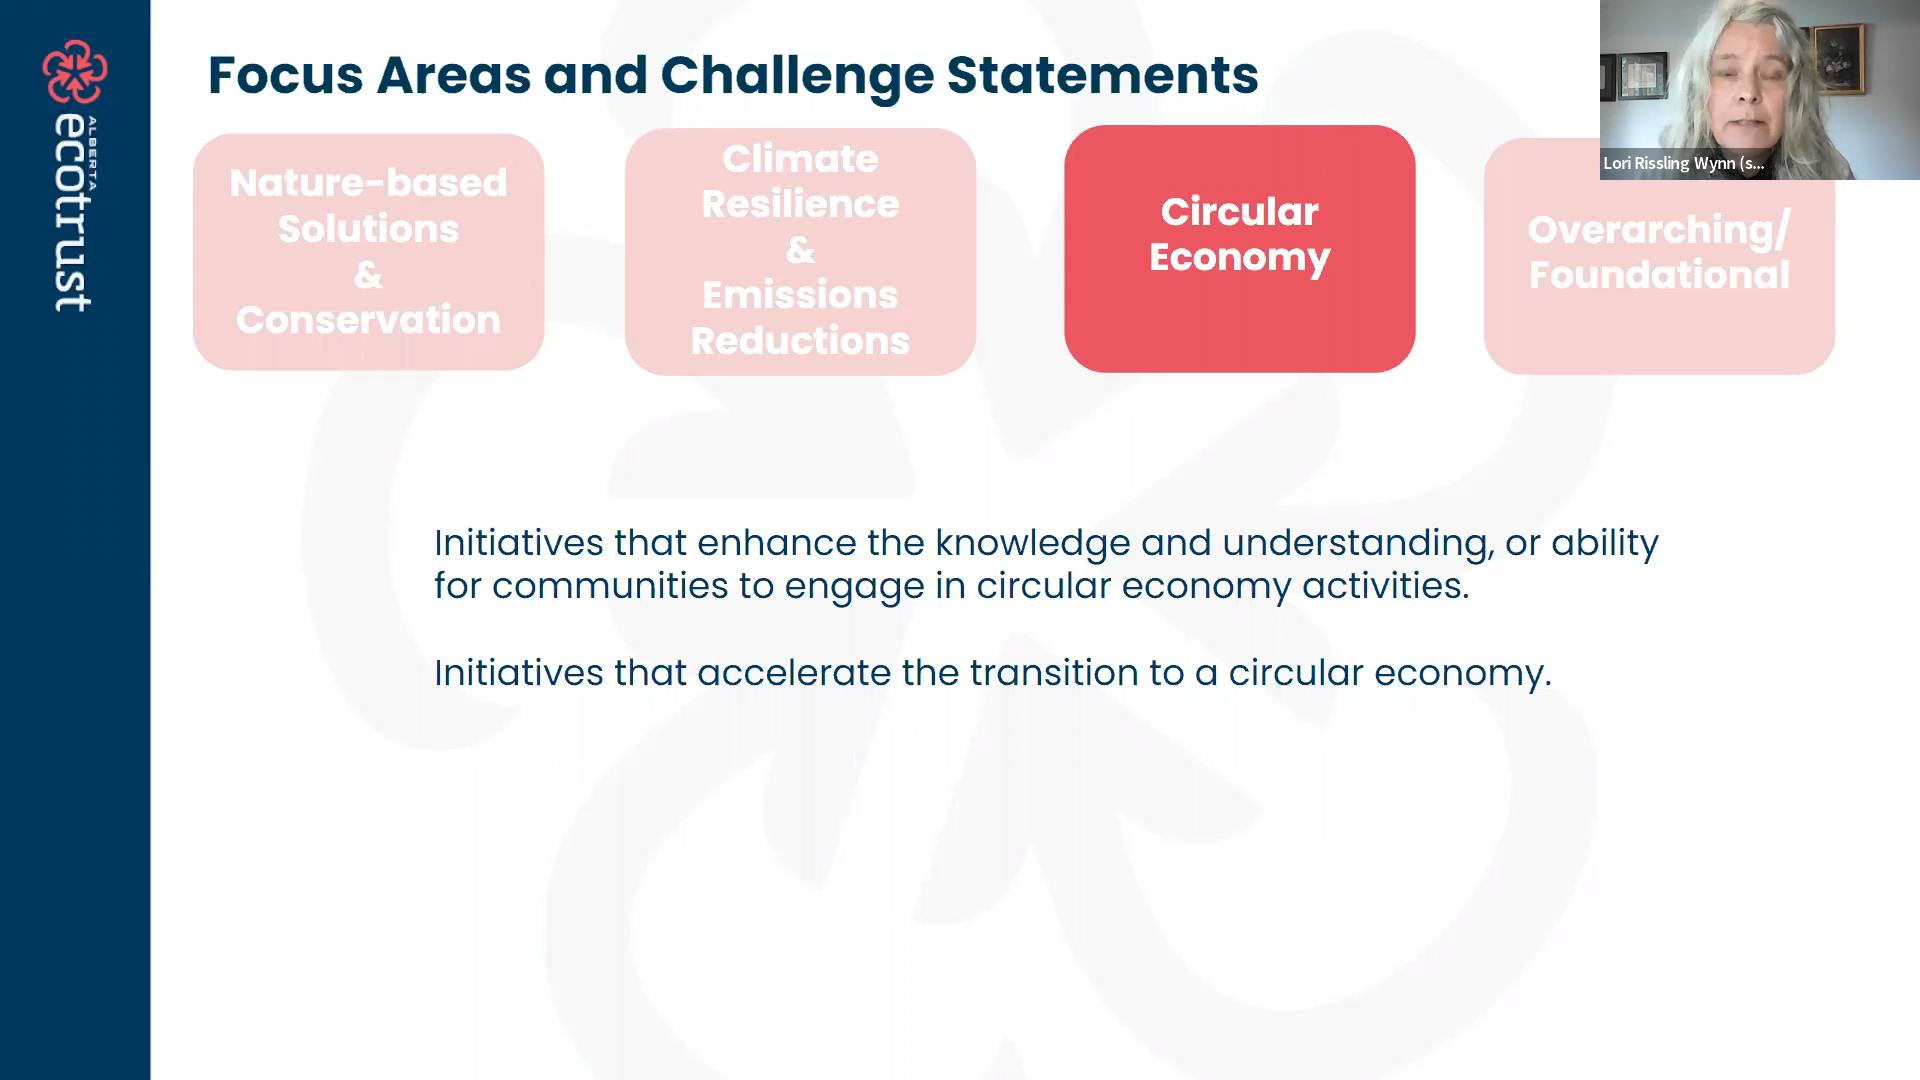 ALBERTA
ecotrust
Focus Areas and Challenge Statements
Nature-based
Solutions
&
Conservation
Climate
Resilience
&
Emissions
Reductions
Circular
Economy
Overarching/
Foundational
Lori Rissling Wynn (s...
Initiatives that enhance the knowledge and understanding, or ability
for communities to engage in circular economy activities.
Initiatives that accelerate the transition to a circular economy.